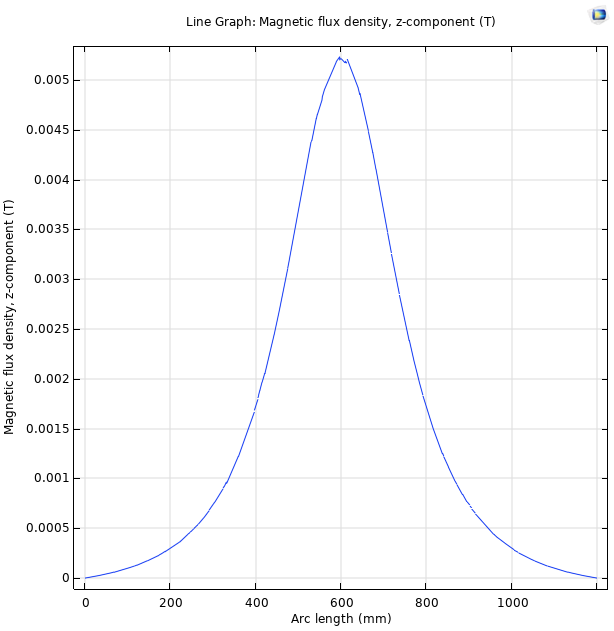 Line Graph: Magnetic flux density, z-component (T)
0.005
0.0045
0.004
0.0035
0.003
0.0025
0.002
0.0015
0.001
0.0005
0
Magnetic flux density, z-component (T)
0 200 400 600 800 1000
Arc length (mm)